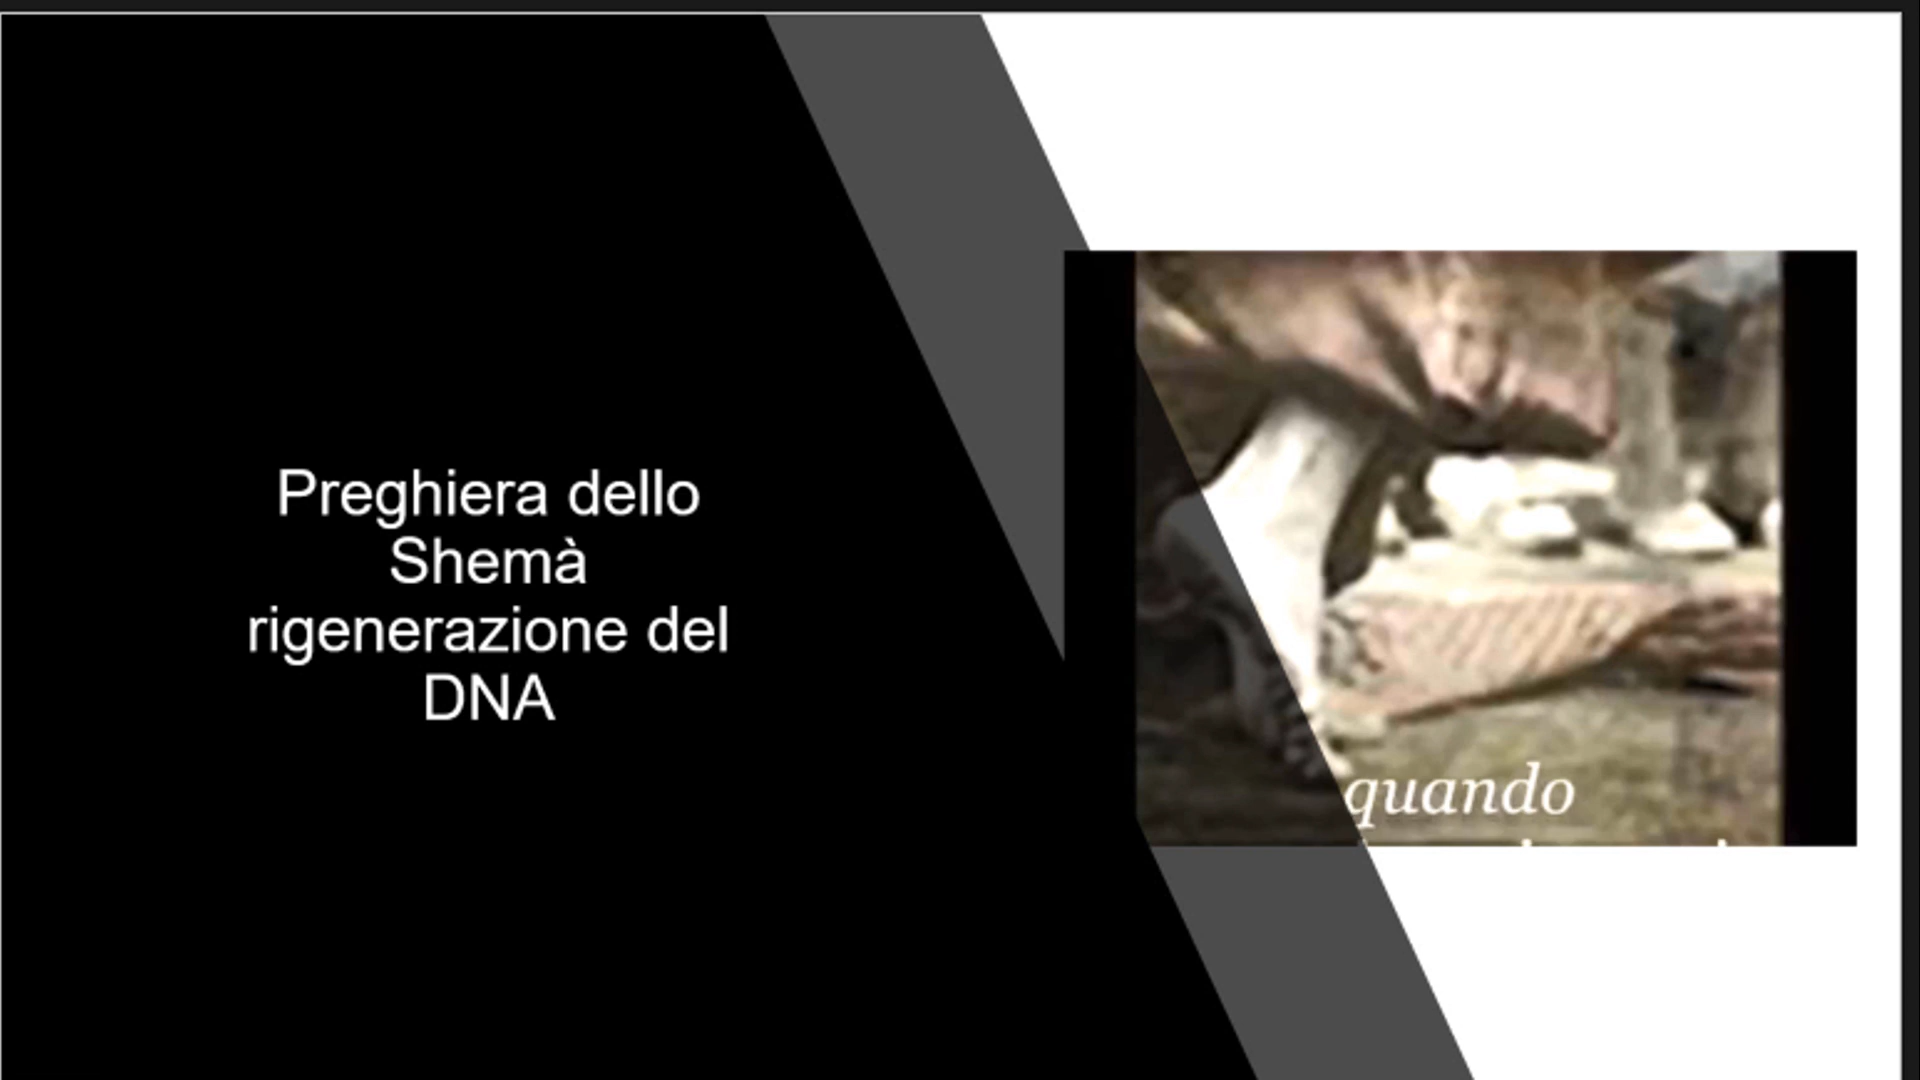 Preghiera dello
Shemà
rigenerazione del
DNA
quando